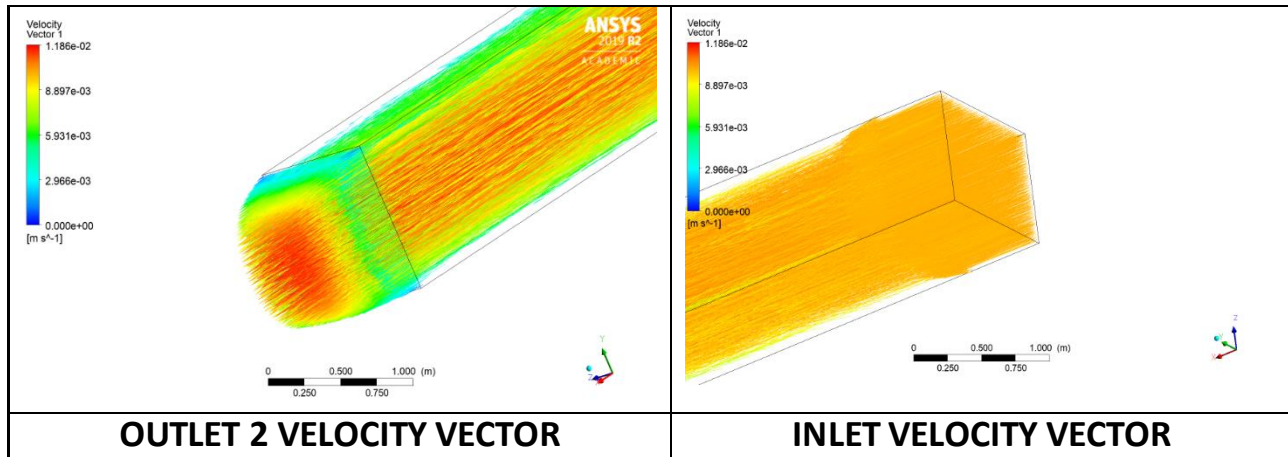 Velocity
Vector 1
1.186e-02
8.897e-03
5.931e-03
2.966e-03
0.000e+00
[m s^-1]
ANSYS
2019 R2
ACADEMIC
0 0.500 1.000 (m)
0.250 0.750
Y
Z
OUTLET 2 VELOCITY VECTOR
Velocity
Vector 1
1.186e-02
8.897e-03
5.931e-03
2.966e-03
0.000e+00
[m s^-1]
0 0.500 1.000 (m)
0.250 0.750
Z
Y
X
INLET VELOCITY VECTOR